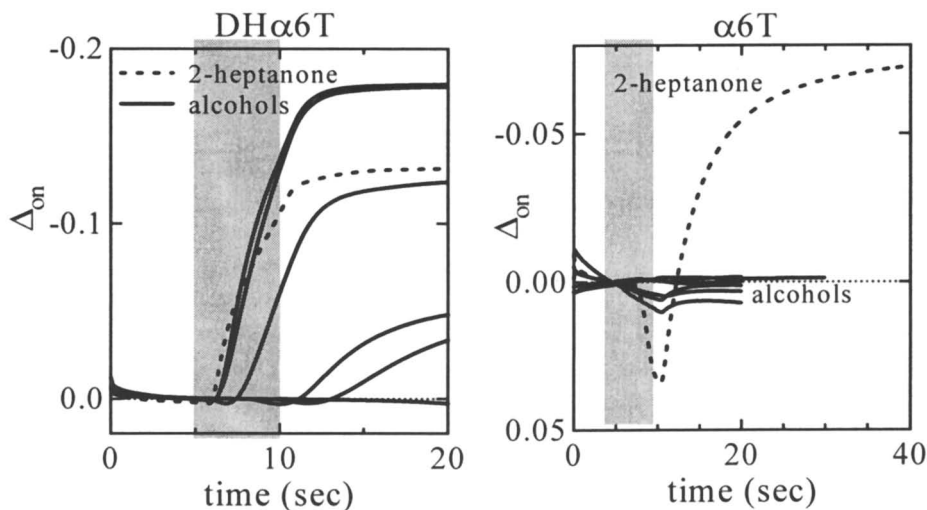 DHα6T
-0.2
-0.1
0.0
Δon
2-heptanone
alcohols
0
10
20
time (sec)
α6T
-0.05
0.00
0.05
Δon
2-heptanone
alcohols
0
20
40
time (sec)